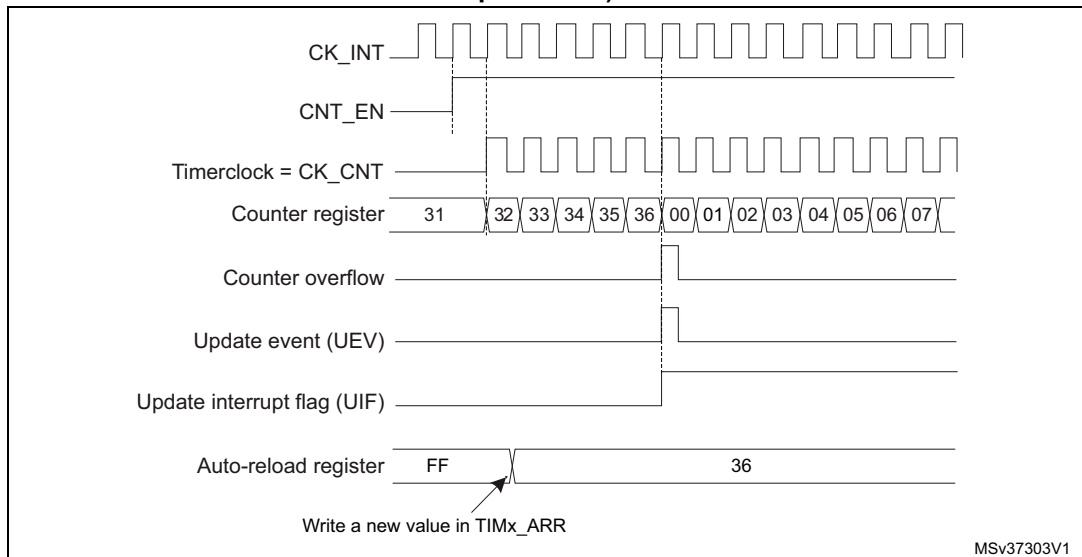 CK_INT
CNT_EN
Timerclock = CK_CNT
Counter register 31 32 33 34 35 36 00 01 02 03 04 05 06 07
Counter overflow
Update event (UEV)
Update interrupt flag (UIF)
Auto-reload register FF 36
Write a new value in TIMx_ARR
MSv37303V1